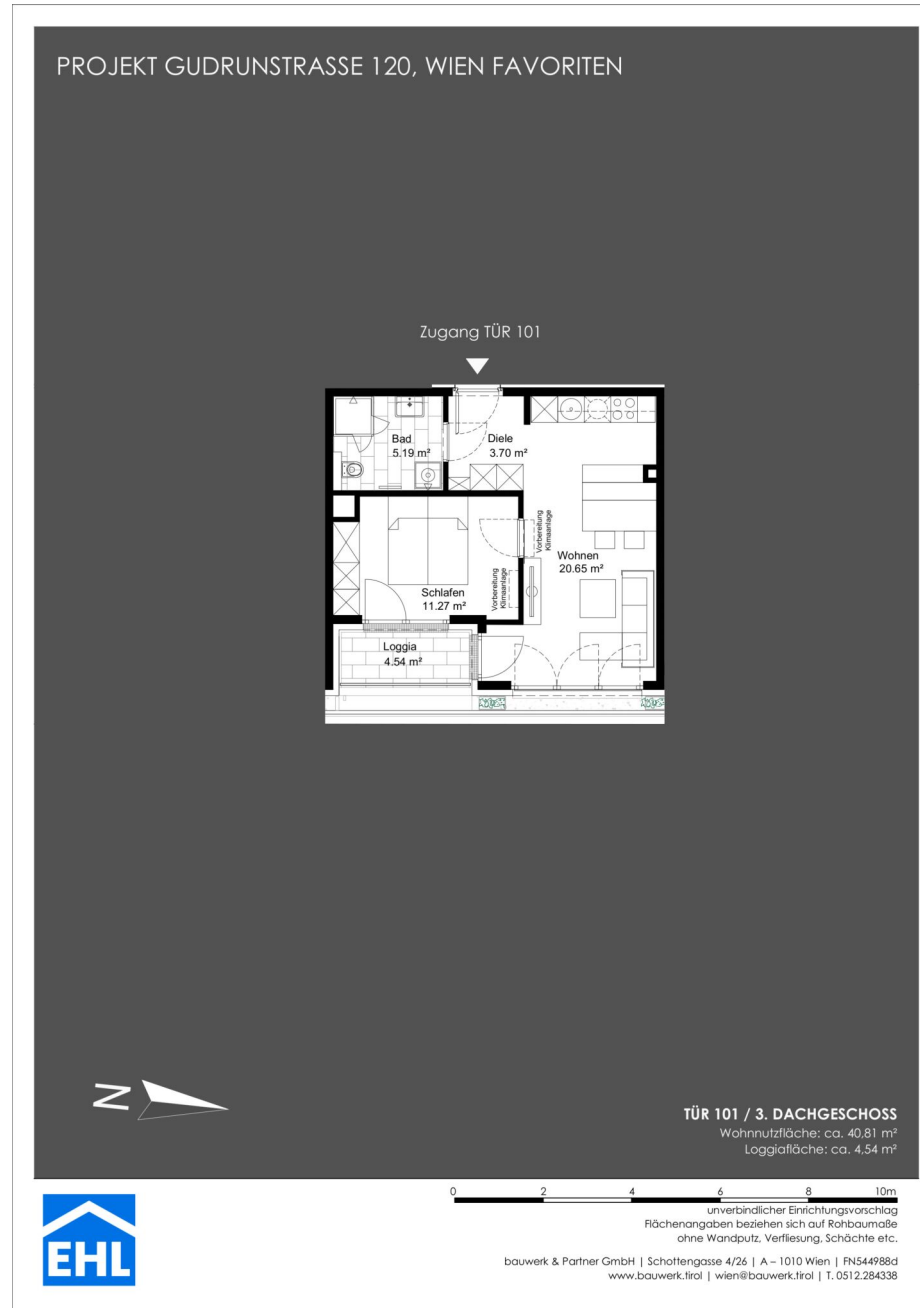 PROJEKT GUDRUNSTRASSE 120, WIEN FAVORITEN
Zugang TÜR 101
Bad
5.19 m²
Diele
3.70 m²
Vorbereitung
Klimaanlage
Wohnen
20.65 m²
Schlafen
11.27 m²
Vorbereitung
Klimaanlage
Loggia
4.54 m²
N
TÜR 101 / 3. DACHGESCHOSS
Wohnnutzfläche: ca. 40,81 m²
Loggiafläche: ca. 4,54 m²
0 2 4 6 8 10m
unverbindlicher Einrichtungsvorschlag
Flächenangaben beziehen sich auf Rohbaumaße
ohne Wandputz, Verfliesung, Schächte etc.
EHL
bauwerk & Partner GmbH | Schottengasse 4/26 | A – 1010 Wien | FN544988d
www.bauwerk.tirol | wien@bauwerk.tirol | T. 0512.284338